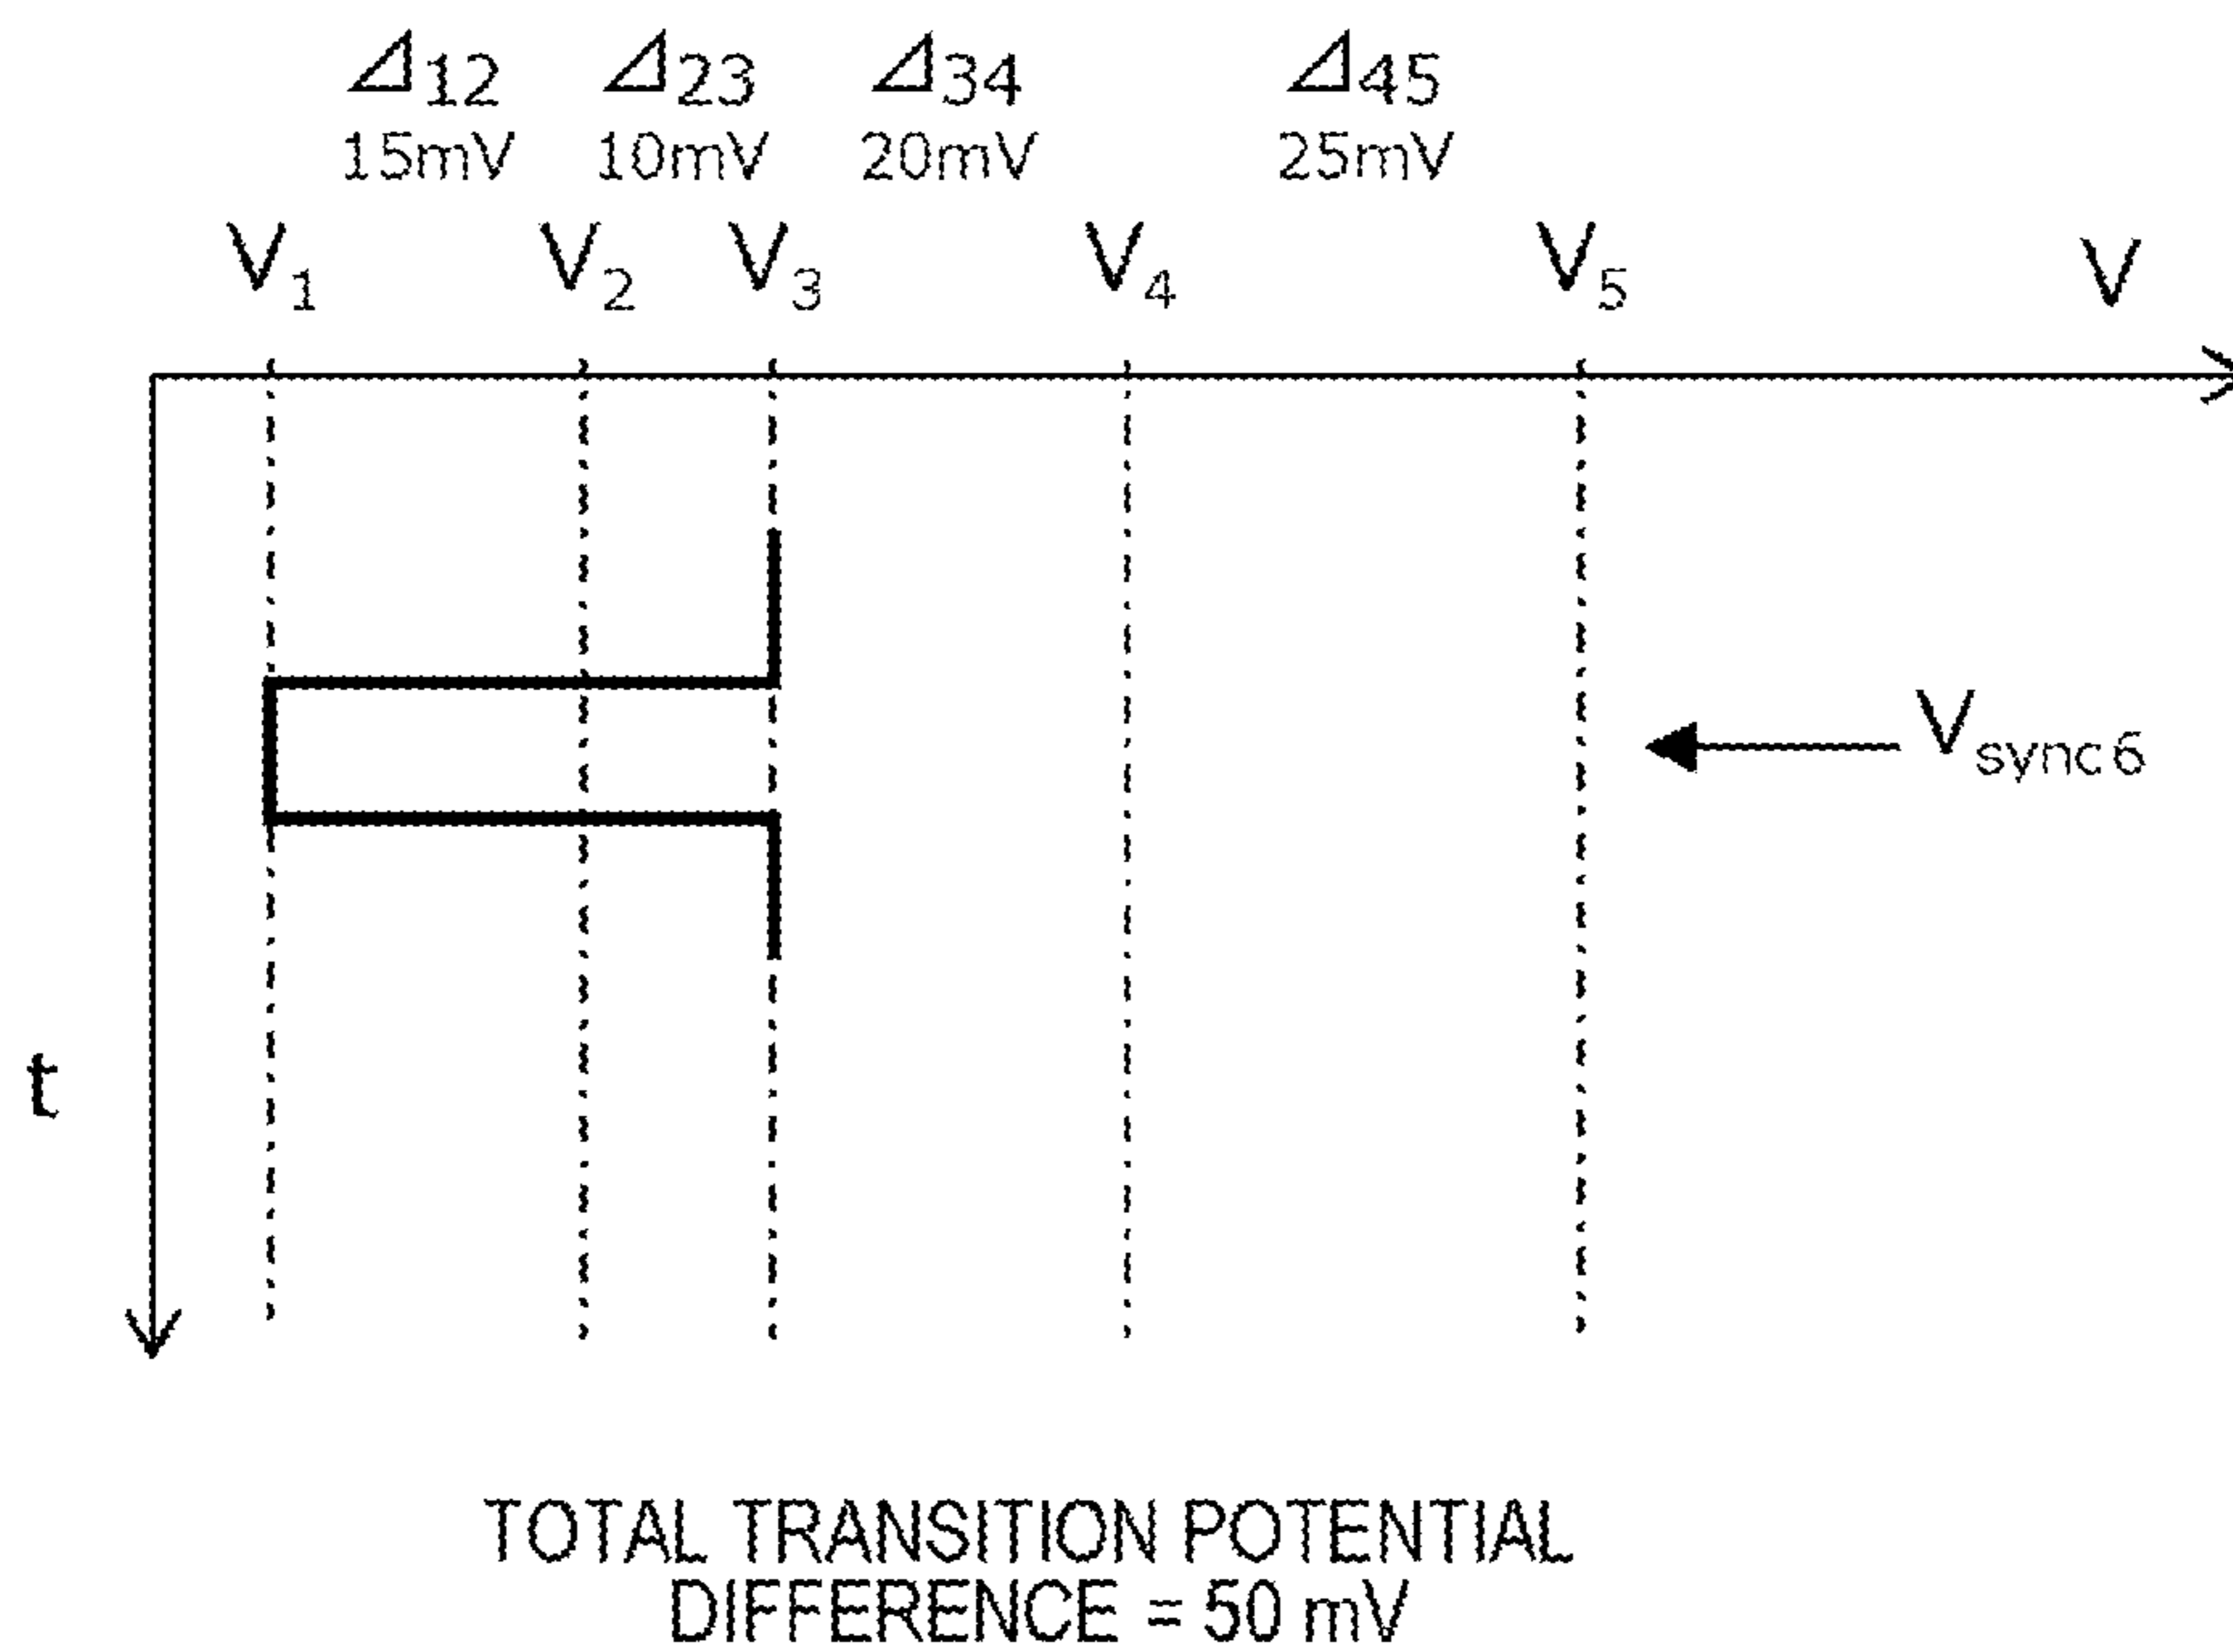 ⊿12 ⊿23 ⊿34 ⊿45
15mV 10mV 20mV 25mV
V1 V2 V3 V4 V5 V
Vsync6
t
TOTAL TRANSITION POTENTIAL
DIFFERENCE = 50 mV